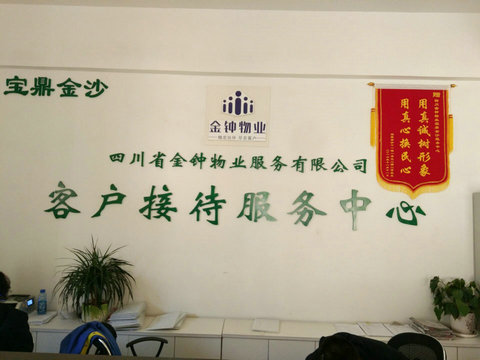 宝鼎金沙
金钟物业
四川省金钟物业服务有限公司
客户接待服务中心
赠
用真诚树形象
用真心换民心